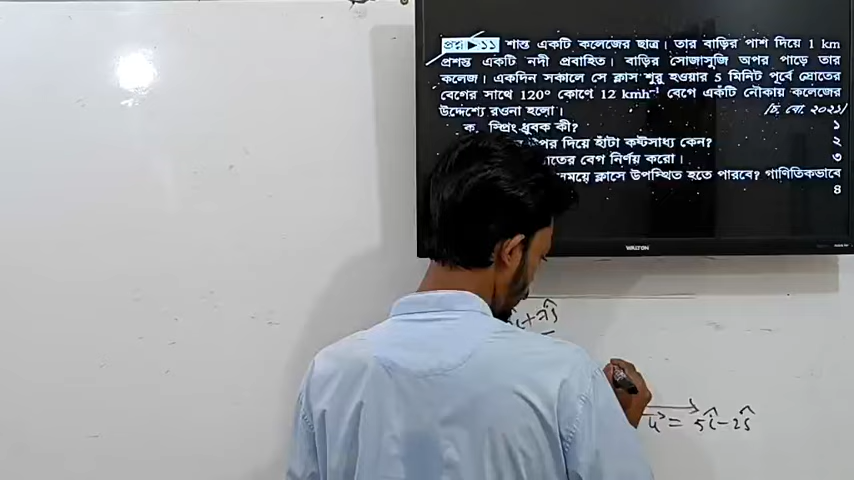 প্রশ্ন ▶ ১১ শান্ত একটি কলেজের ছাত্র। তার বাড়ির পাশ দিয়ে 1 km
প্রশস্ত একটি নদী প্রবাহিত। বাড়ির সোজাসুজি অপর পাড়ে তার
কলেজ। একদিন সকালে সে ক্লাস শুরু হওয়ার 5 মিনিট পূর্বে স্রোতের
বেগের সাথে 120° কোণে 12 kmh⁻¹ বেগে একটি নৌকায় কলেজের
উদ্দেশ্যে রওনা হলো।
[চ. বো. ২০২১]
ক. স্প্রিং ধ্রুবক কী? ১
উপর দিয়ে হাঁটা কষ্টসাধ্য কেন? ২
বেগ নির্ণয় করো। ৩
ক্লাসে উপস্থিত হতে পারবে? গাণিতিকভাবে
৪
WALTON
u⃗ = 5î-2ĵ